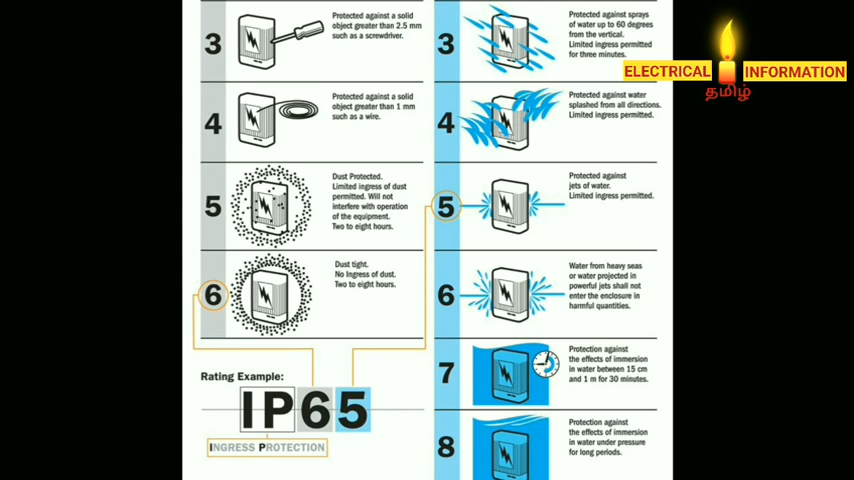 3
Protected against a solid
object greater than 2.5 mm
such as a screwdriver.
4
Protected against a solid
object greater than 1 mm
such as a wire.
5
Dust Protected.
Limited ingress of dust
permitted. Will not
interfere with operation
of the equipment.
Two to eight hours.
6
Dust tight.
No Ingress of dust.
Two to eight hours.
Rating Example:
IP65
INGRESS PROTECTION
3
Protected against sprays
of water up to 60 degrees
from the vertical.
Limited ingress permitted
for three minutes.
4
Protected against water
splashed from all directions.
Limited ingress permitted.
5
Protected against
jets of water.
Limited ingress permitted.
6
Water from heavy seas
or water projected in
powerful jets shall not
enter the enclosure in
harmful quantities.
7
Protection against
the effects of immersion
in water between 15 cm
and 1 m for 30 minutes.
8
Protection against
the effects of immersion
in water under pressure
for long periods.
ELECTRICAL INFORMATION
தமிழ்